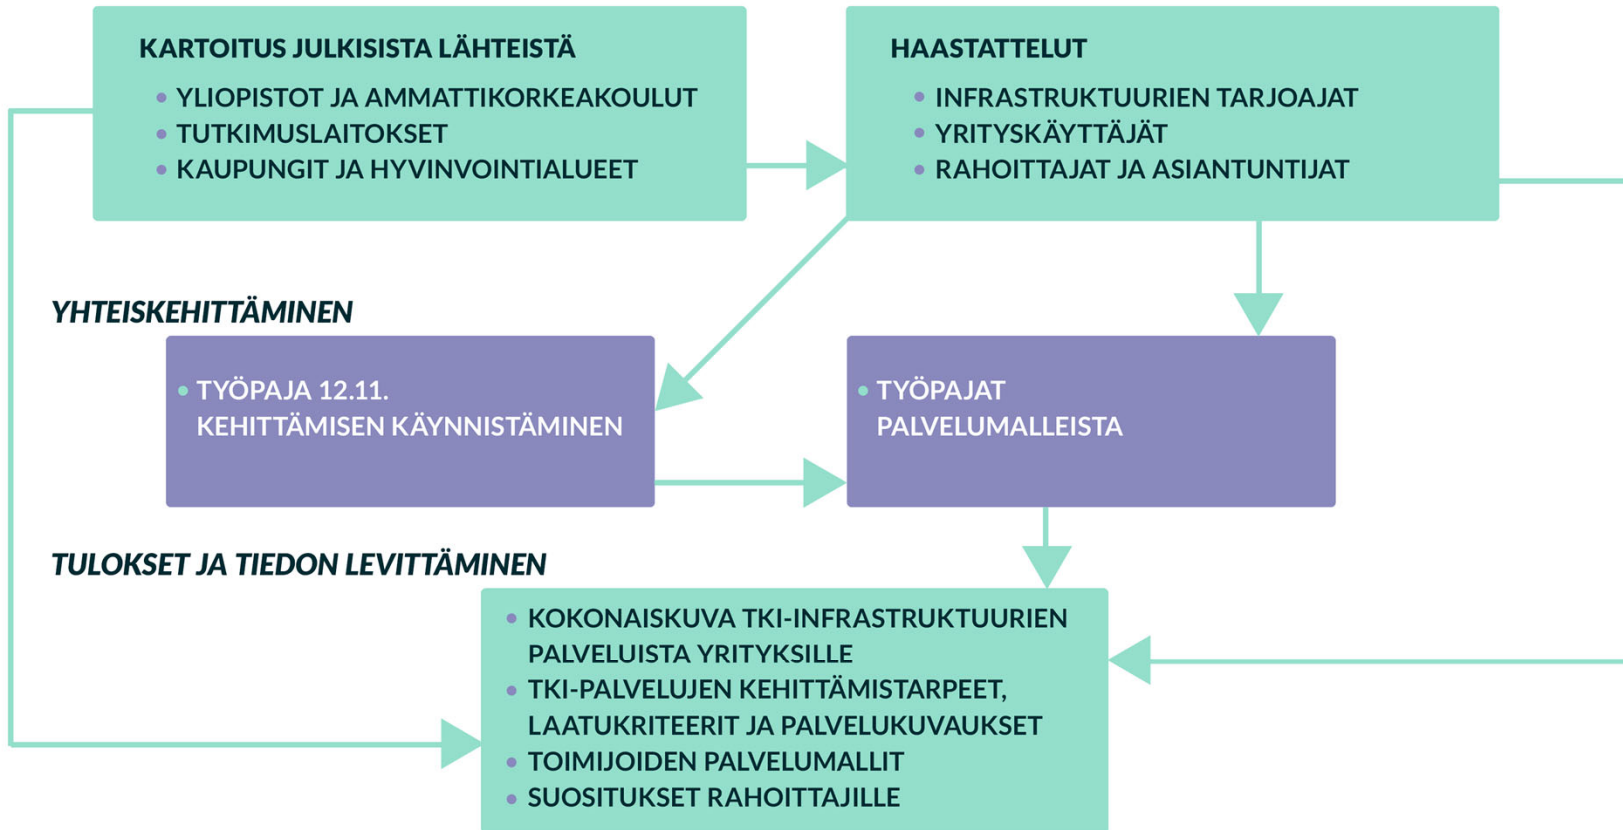 KARTOITUS JULKISISTA LÄHTEISTÄ
• YLIOPISTOT JA AMMATTIKORKEAKOULUT
• TUTKIMUSLAITOKSET
• KAUPUNGIT JA HYVINVOINTIALUEET
HAASTATTELUT
• INFRASTRUKTUURIEN TARJOAJAT
• YRITYSKÄYTTÄJÄT
• RAHOITTAJAT JA ASIANTUNTIJAT
YHTEISKEHITTÄMINEN
• TYÖPAJA 12.11.
KEHITTÄMISEN KÄYNNISTÄMINEN
• TYÖPAJAT
PALVELUMALLEISTA
TULOKSET JA TIEDON LEVITTÄMINEN
• KOKONAISKUVA TKI-INFRASTRUKTUURIEN
PALVELUISTA YRITYKSILLE
• TKI-PALVELUJEN KEHITTÄMISTARPEET,
LAATUKRITEERIT JA PALVELUKUVAUKSET
• TOIMIJOIDEN PALVELUMALLIT
• SUOSITUKSET RAHOITTAJILLE